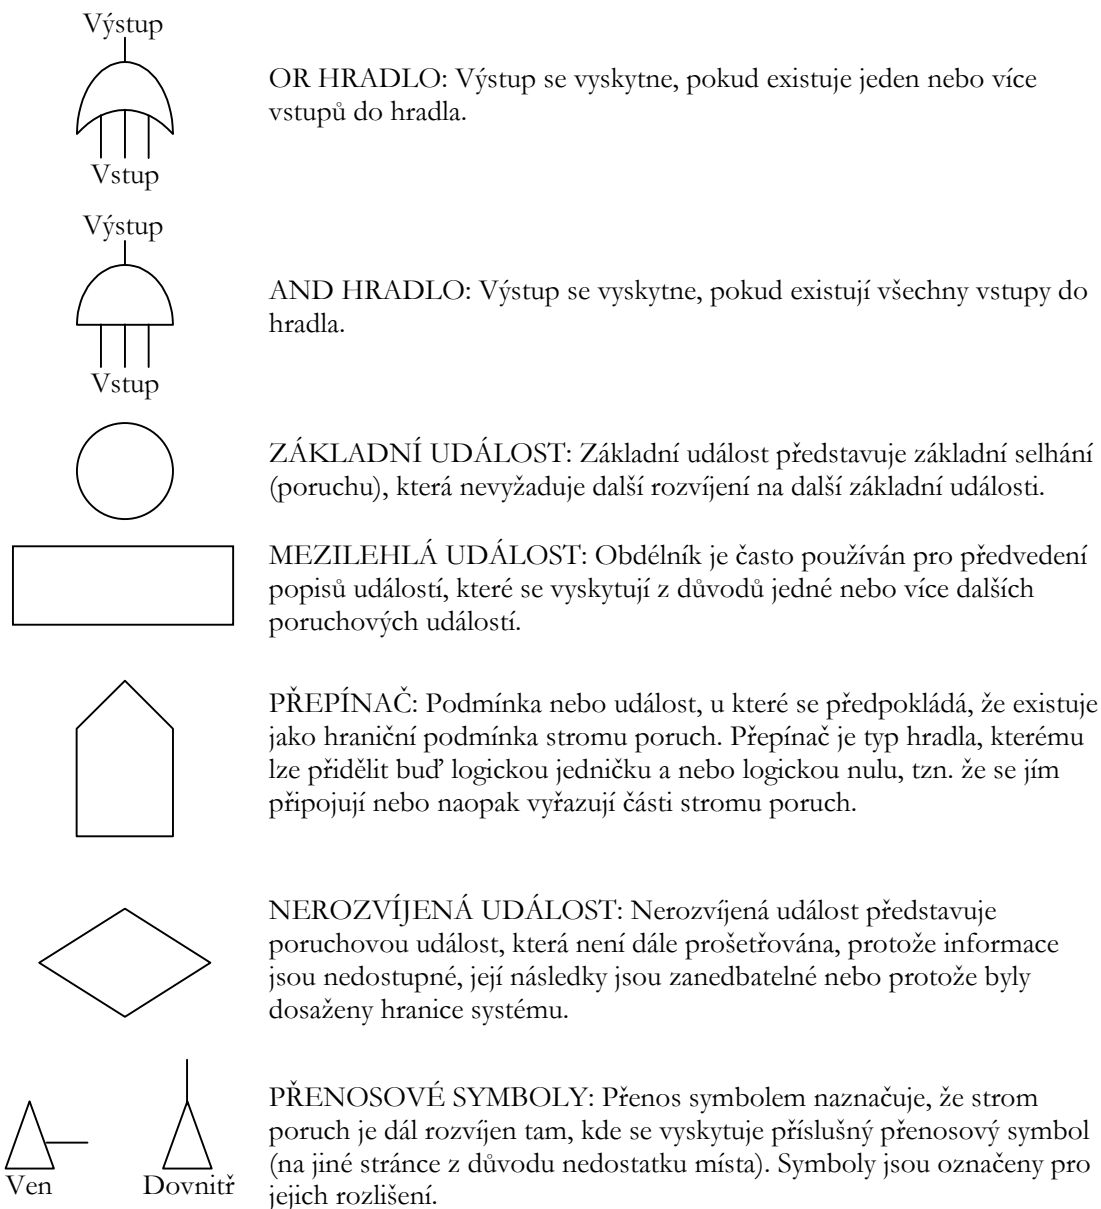 Výstup
OR HRADLO: Výstup se vyskytne, pokud existuje jeden nebo více
vstupů do hradla.
Vstup
Výstup
AND HRADLO: Výstup se vyskytne, pokud existují všechny vstupy do
hradla.
Vstup
ZÁKLADNÍ UDÁLOST: Základní událost představuje základní selhání
(poruchu), která nevyžaduje další rozvíjení na další základní události.
MEZILEHLÁ UDÁLOST: Obdélník je často používán pro předvedení
popisů událostí, které se vyskytují z důvodů jedné nebo více dalších
poruchových událostí.
PŘEPÍNAČ: Podmínka nebo událost, u které se předpokládá, že existuje
jako hraniční podmínka stromu poruch. Přepínač je typ hradla, kterému
lze přidělit buď logickou jedničku a nebo logickou nulu, tzn. že se jím
připojují nebo naopak vyřazují části stromu poruch.
NEROZVÍJENÁ UDÁLOST: Nerozvíjená událost představuje
poruchovou událost, která není dále prošetřována, protože informace
jsou nedostupné, její následky jsou zanedbatelné nebo protože byly
dosaženy hranice systému.
PŘENOSOVÉ SYMBOLY: Přenos symbolem naznačuje, že strom
poruch je dál rozvíjen tam, kde se vyskytuje příslušný přenosový symbol
(na jiné stránce z důvodu nedostatku místa). Symboly jsou označeny pro
jejich rozlišení.
Ven
Dovnitř